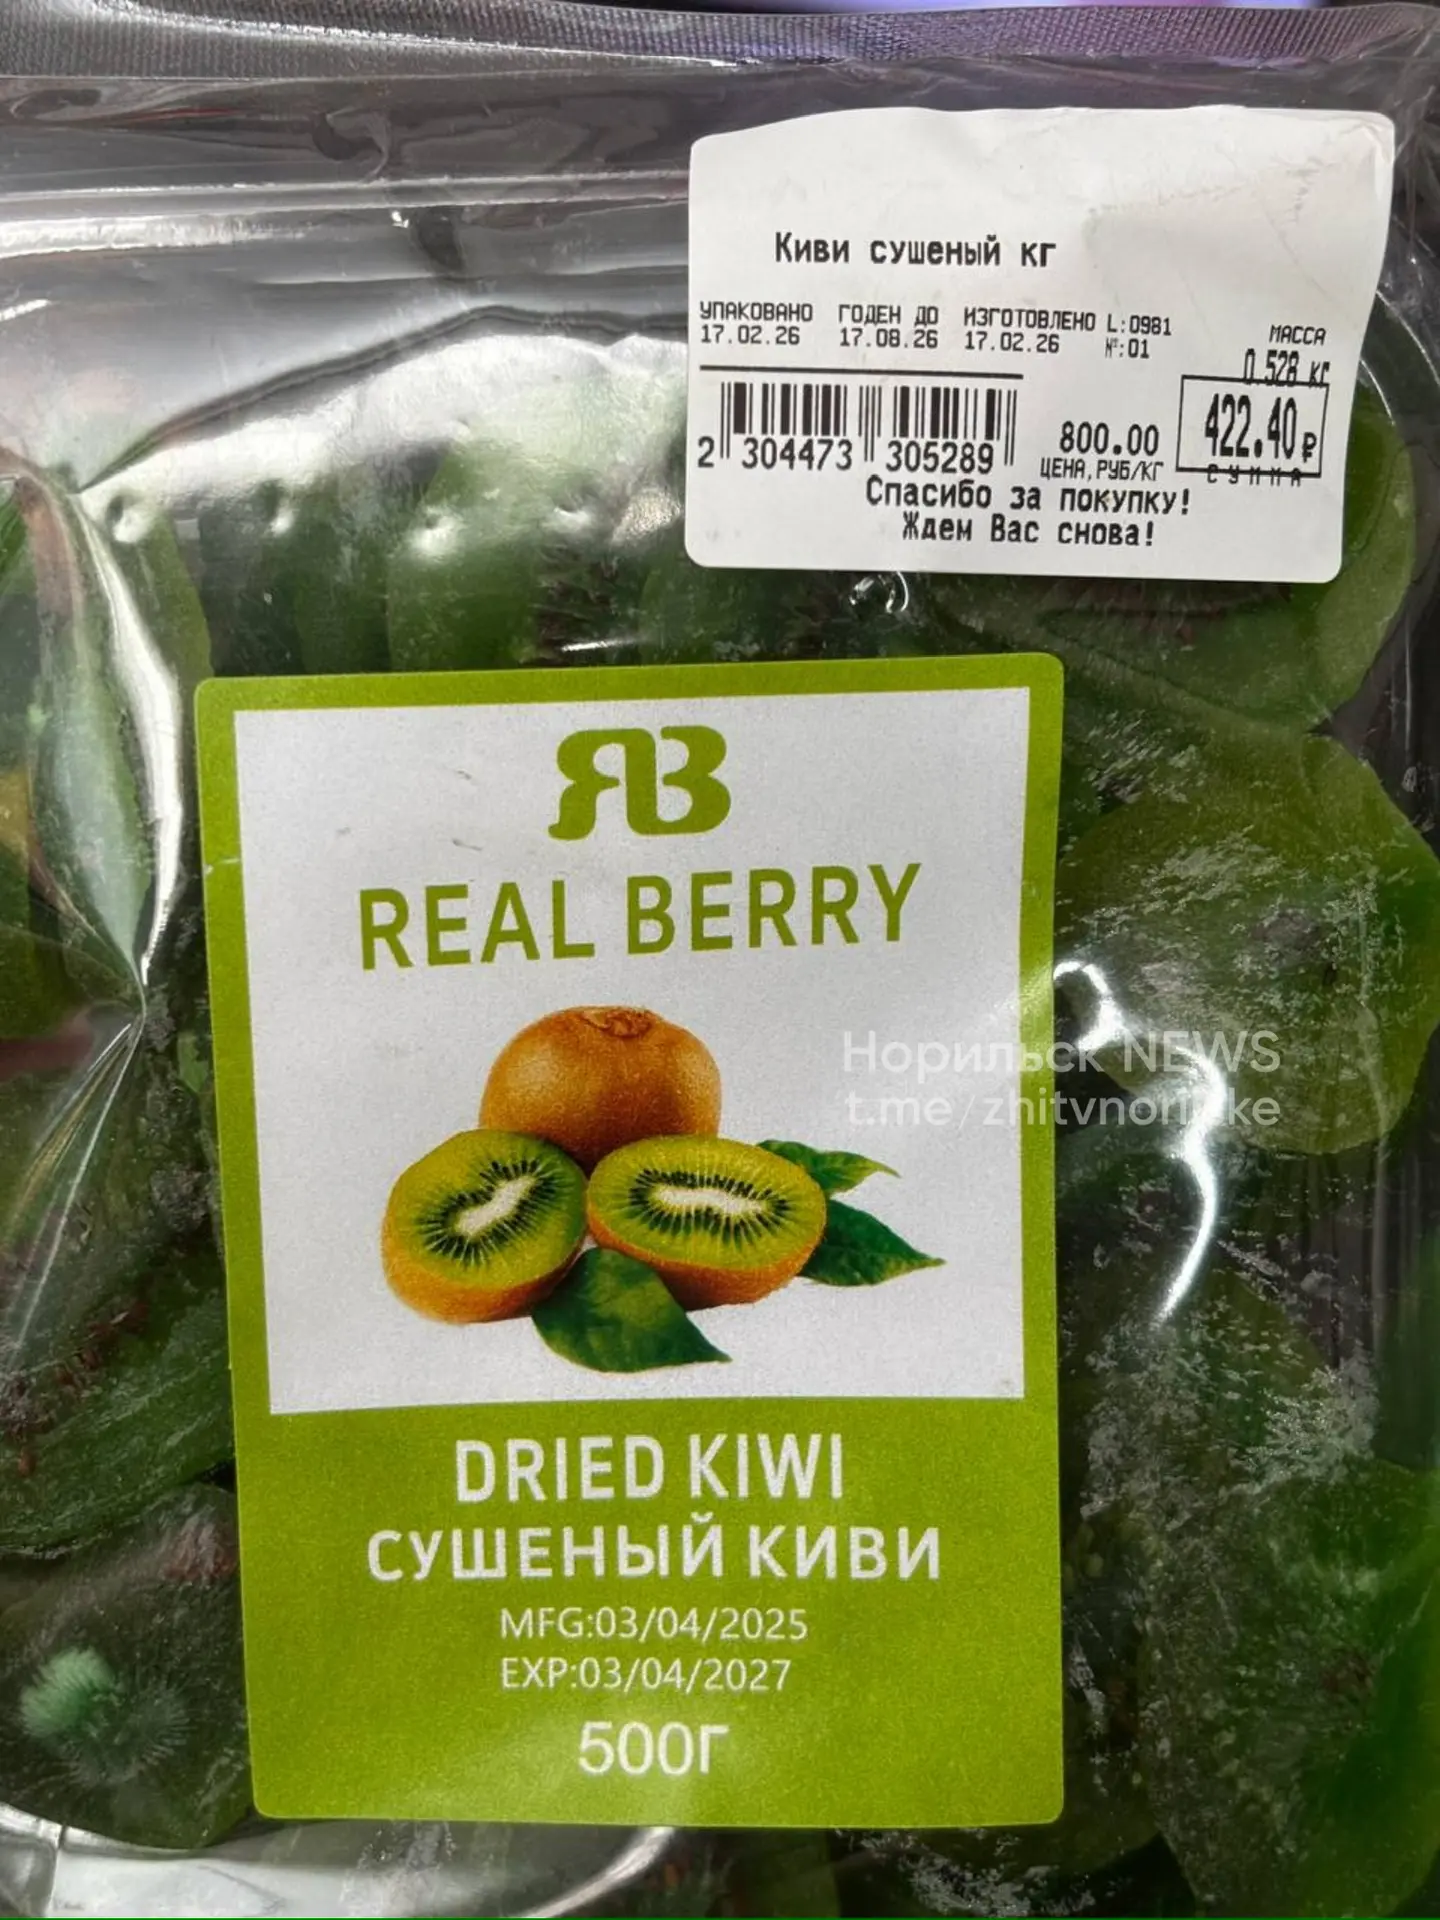 Киви сушеный кг
УПАКОВАНО ГОДЕН ДО ИЗГОТОВЛЕНО L:0981
17.02.26 17.08.26 17.02.26 №:01
МАССА
0.528 кг
422.40 ₽
800.00
ЦЕНА,РУБ/КГ СУММА
2 304473 305289
Спасибо за покупку!
Ждем Вас снова!
RB
REAL BERRY
Норильск NEWS
DRIED KIWI
СУШЕНЫЙ КИВИ
MFG:03/04/2025
EXP:03/04/2027
500Г